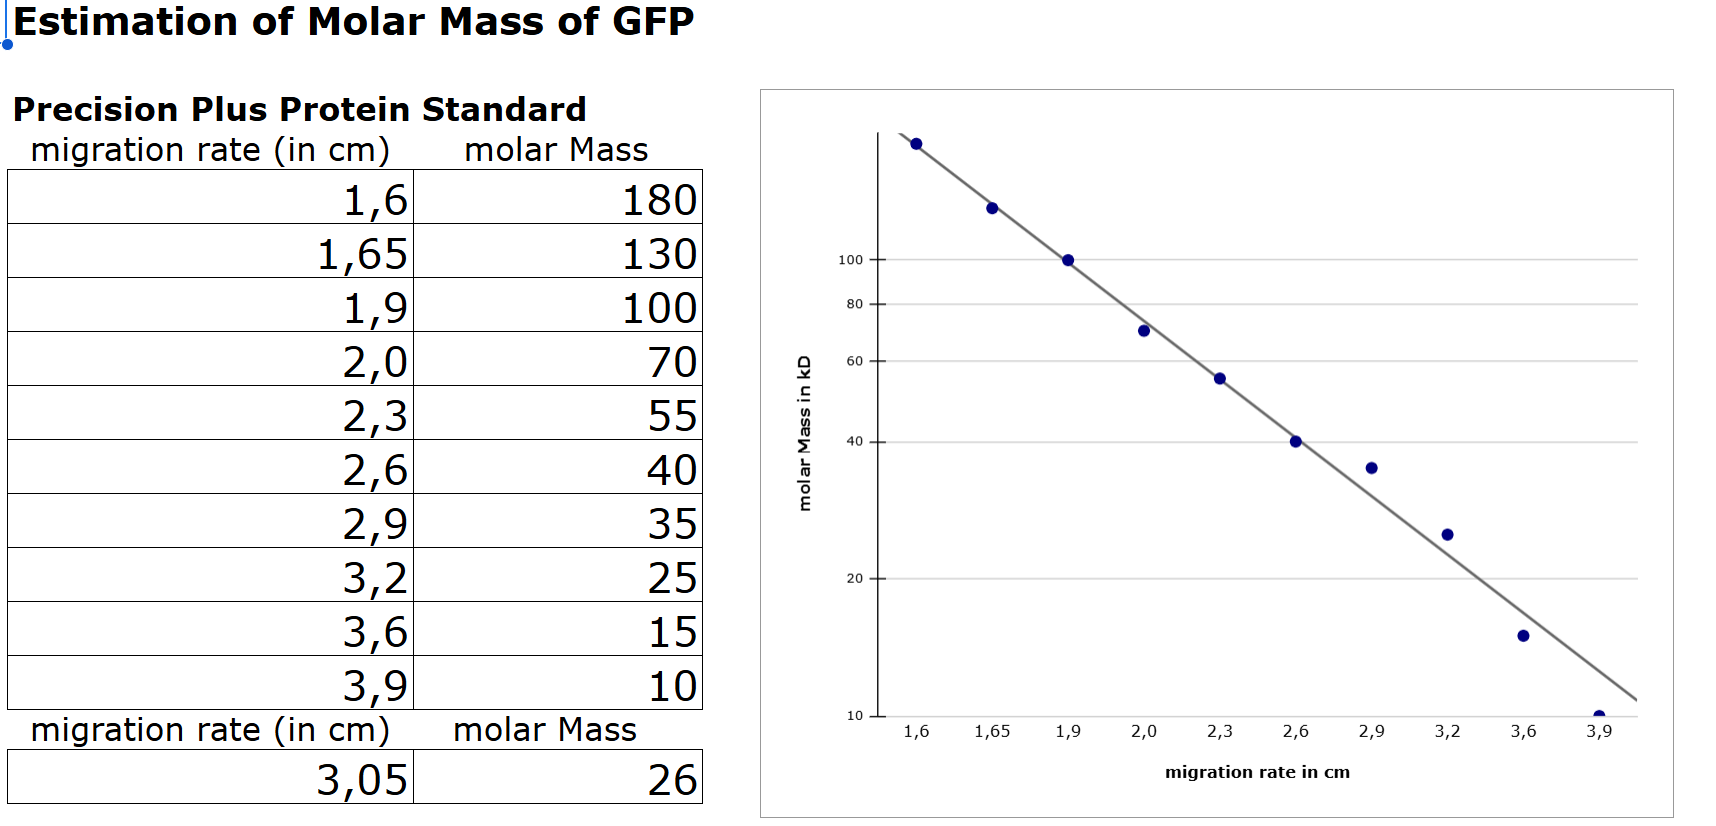 Estimation of Molar Mass of GFP
Precision Plus Protein Standard
migration rate (in cm) molar Mass
1,6 180
1,65 130
1,9 100
2,0 70
2,3 55
2,6 40
2,9 35
3,2 25
3,6 15
3,9 10
migration rate (in cm) molar Mass
3,05 26
molar Mass in kD
100
80
60
40
20
10
1,6 1,65 1,9 2,0 2,3 2,6 2,9 3,2 3,6 3,9
migration rate in cm